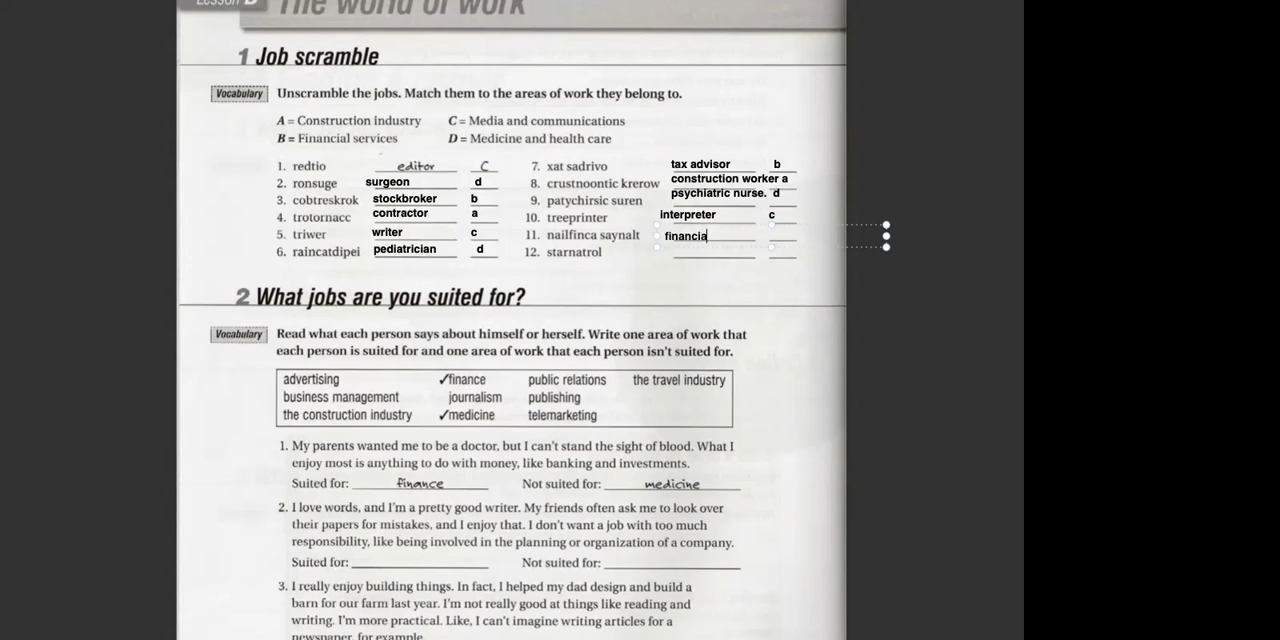 Lesson B The world of work
1 Job scramble
Vocabulary Unscramble the jobs. Match them to the areas of work they belong to.
A = Construction industry C = Media and communications
B = Financial services D = Medicine and health care
1. redtio editor C 7. xat sadrivo tax advisor b
2. ronsuge surgeon d 8. crustnoontic krerow construction worker a
3. cobtreskrok stockbroker b 9. patychirsic suren psychiatric nurse. d
4. trotornacc contractor a 10. treeprinter interpreter c
5. triwer writer c 11. nailfinca saynalt financia
6. raincatdipei pediatrician d 12. starnatrol
2 What jobs are you suited for?
Vocabulary Read what each person says about himself or herself. Write one area of work that
each person is suited for and one area of work that each person isn't suited for.
advertising ✓finance public relations the travel industry
business management journalism publishing
the construction industry ✓medicine telemarketing
1. My parents wanted me to be a doctor, but I can't stand the sight of blood. What I
enjoy most is anything to do with money, like banking and investments.
Suited for: finance Not suited for: medicine
2. I love words, and I'm a pretty good writer. My friends often ask me to look over
their papers for mistakes, and I enjoy that. I don't want a job with too much
responsibility, like being involved in the planning or organization of a company.
Suited for: Not suited for:
3. I really enjoy building things. In fact, I helped my dad design and build a
barn for our farm last year. I'm not really good at things like reading and
writing. I'm more practical. Like, I can't imagine writing articles for a
newspaper, for example